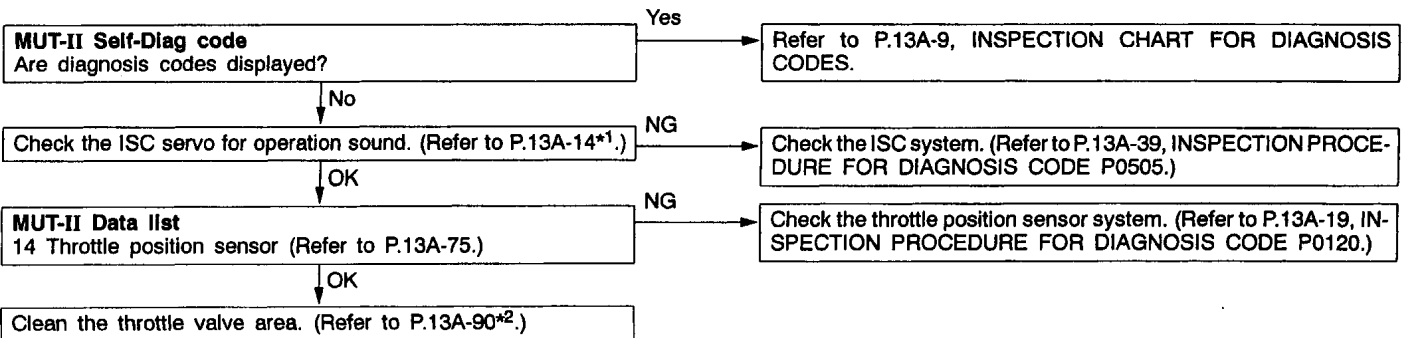 MUT-II Self-Diag code
Are diagnosis codes displayed?
Yes
Refer to P.13A-9, INSPECTION CHART FOR DIAGNOSIS
CODES.
No
Check the ISC servo for operation sound. (Refer to P.13A-14*1.)
NG
Check the ISC system. (Refer to P.13A-39, INSPECTION PROCE-
DURE FOR DIAGNOSIS CODE P0505.)
OK
MUT-II Data list
14 Throttle position sensor (Refer to P.13A-75.)
NG
Check the throttle position sensor system. (Refer to P.13A-19, IN-
SPECTION PROCEDURE FOR DIAGNOSIS CODE P0120.)
OK
Clean the throttle valve area. (Refer to P.13A-90*2.)